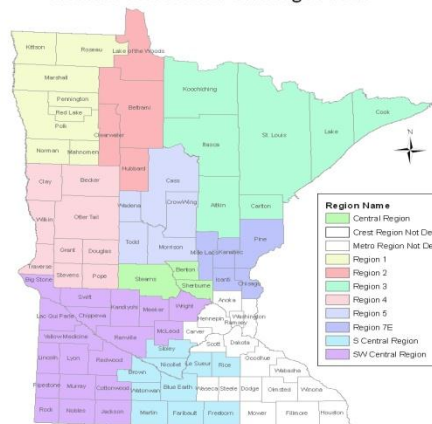 Kittson
Roseau
Lake of the Woods
Marshall
Koochiching
Pennington
Red Lake
Polk
Beltrami
Cook
Clearwater
St. Louis
Lake
Itasca
Norman
Mahnomen
Hubbard
Cass
Clay
Becker
Wadena
Crow Wing
Aitkin
Carlton
Wilkin
Otter Tail
Todd
Pine
Grant
Douglas
Morrison
Mille Lacs
Kanabec
Traverse
Stevens
Pope
Stearns
Benton
Isanti
Chisago
Big Stone
Sherburne
Swift
Anoka
Kandiyohi
Meeker
Wright
Washington
Hennepin
Ramsey
Lac Qui Parle
Chippewa
McLeod
Carver
Yellow Medicine
Renville
Scott
Dakota
Sibley
Goodhue
Lincoln
Lyon
Redwood
Nicollet
Le Sueur
Rice
Wabasha
Brown
Pipestone
Murray
Cottonwood
Watonwan
Blue Earth
Waseca
Steele
Dodge
Olmsted
Winona
Rock
Nobles
Jackson
Martin
Faribault
Freeborn
Mower
Fillmore
Houston
N
Region Name
Central Region
Crest Region Not De
Metro Region Not De
Region 1
Region 2
Region 3
Region 4
Region 5
Region 7E
S Central Region
SW Central Region